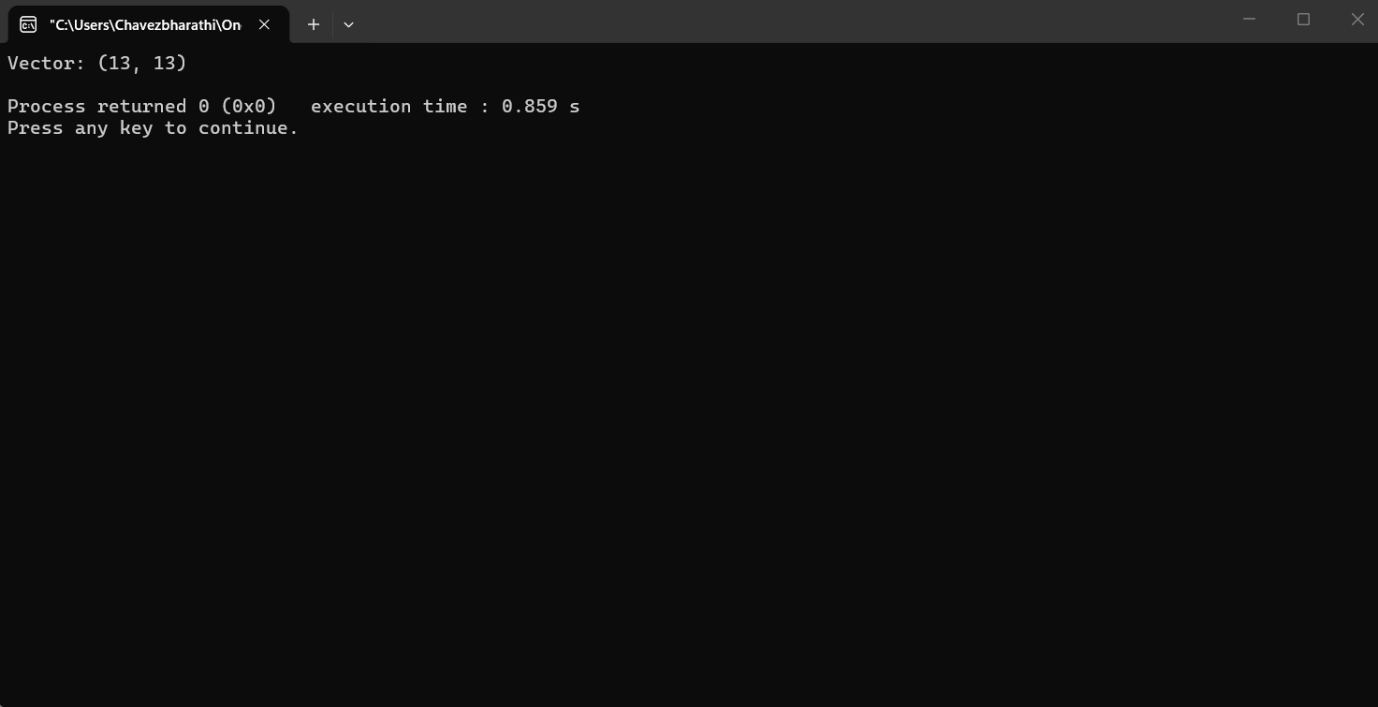 "C:\Users\Chavezbharathi\On
Vector: (13, 13)
Process returned 0 (0x0)   execution time : 0.859 s
Press any key to continue.